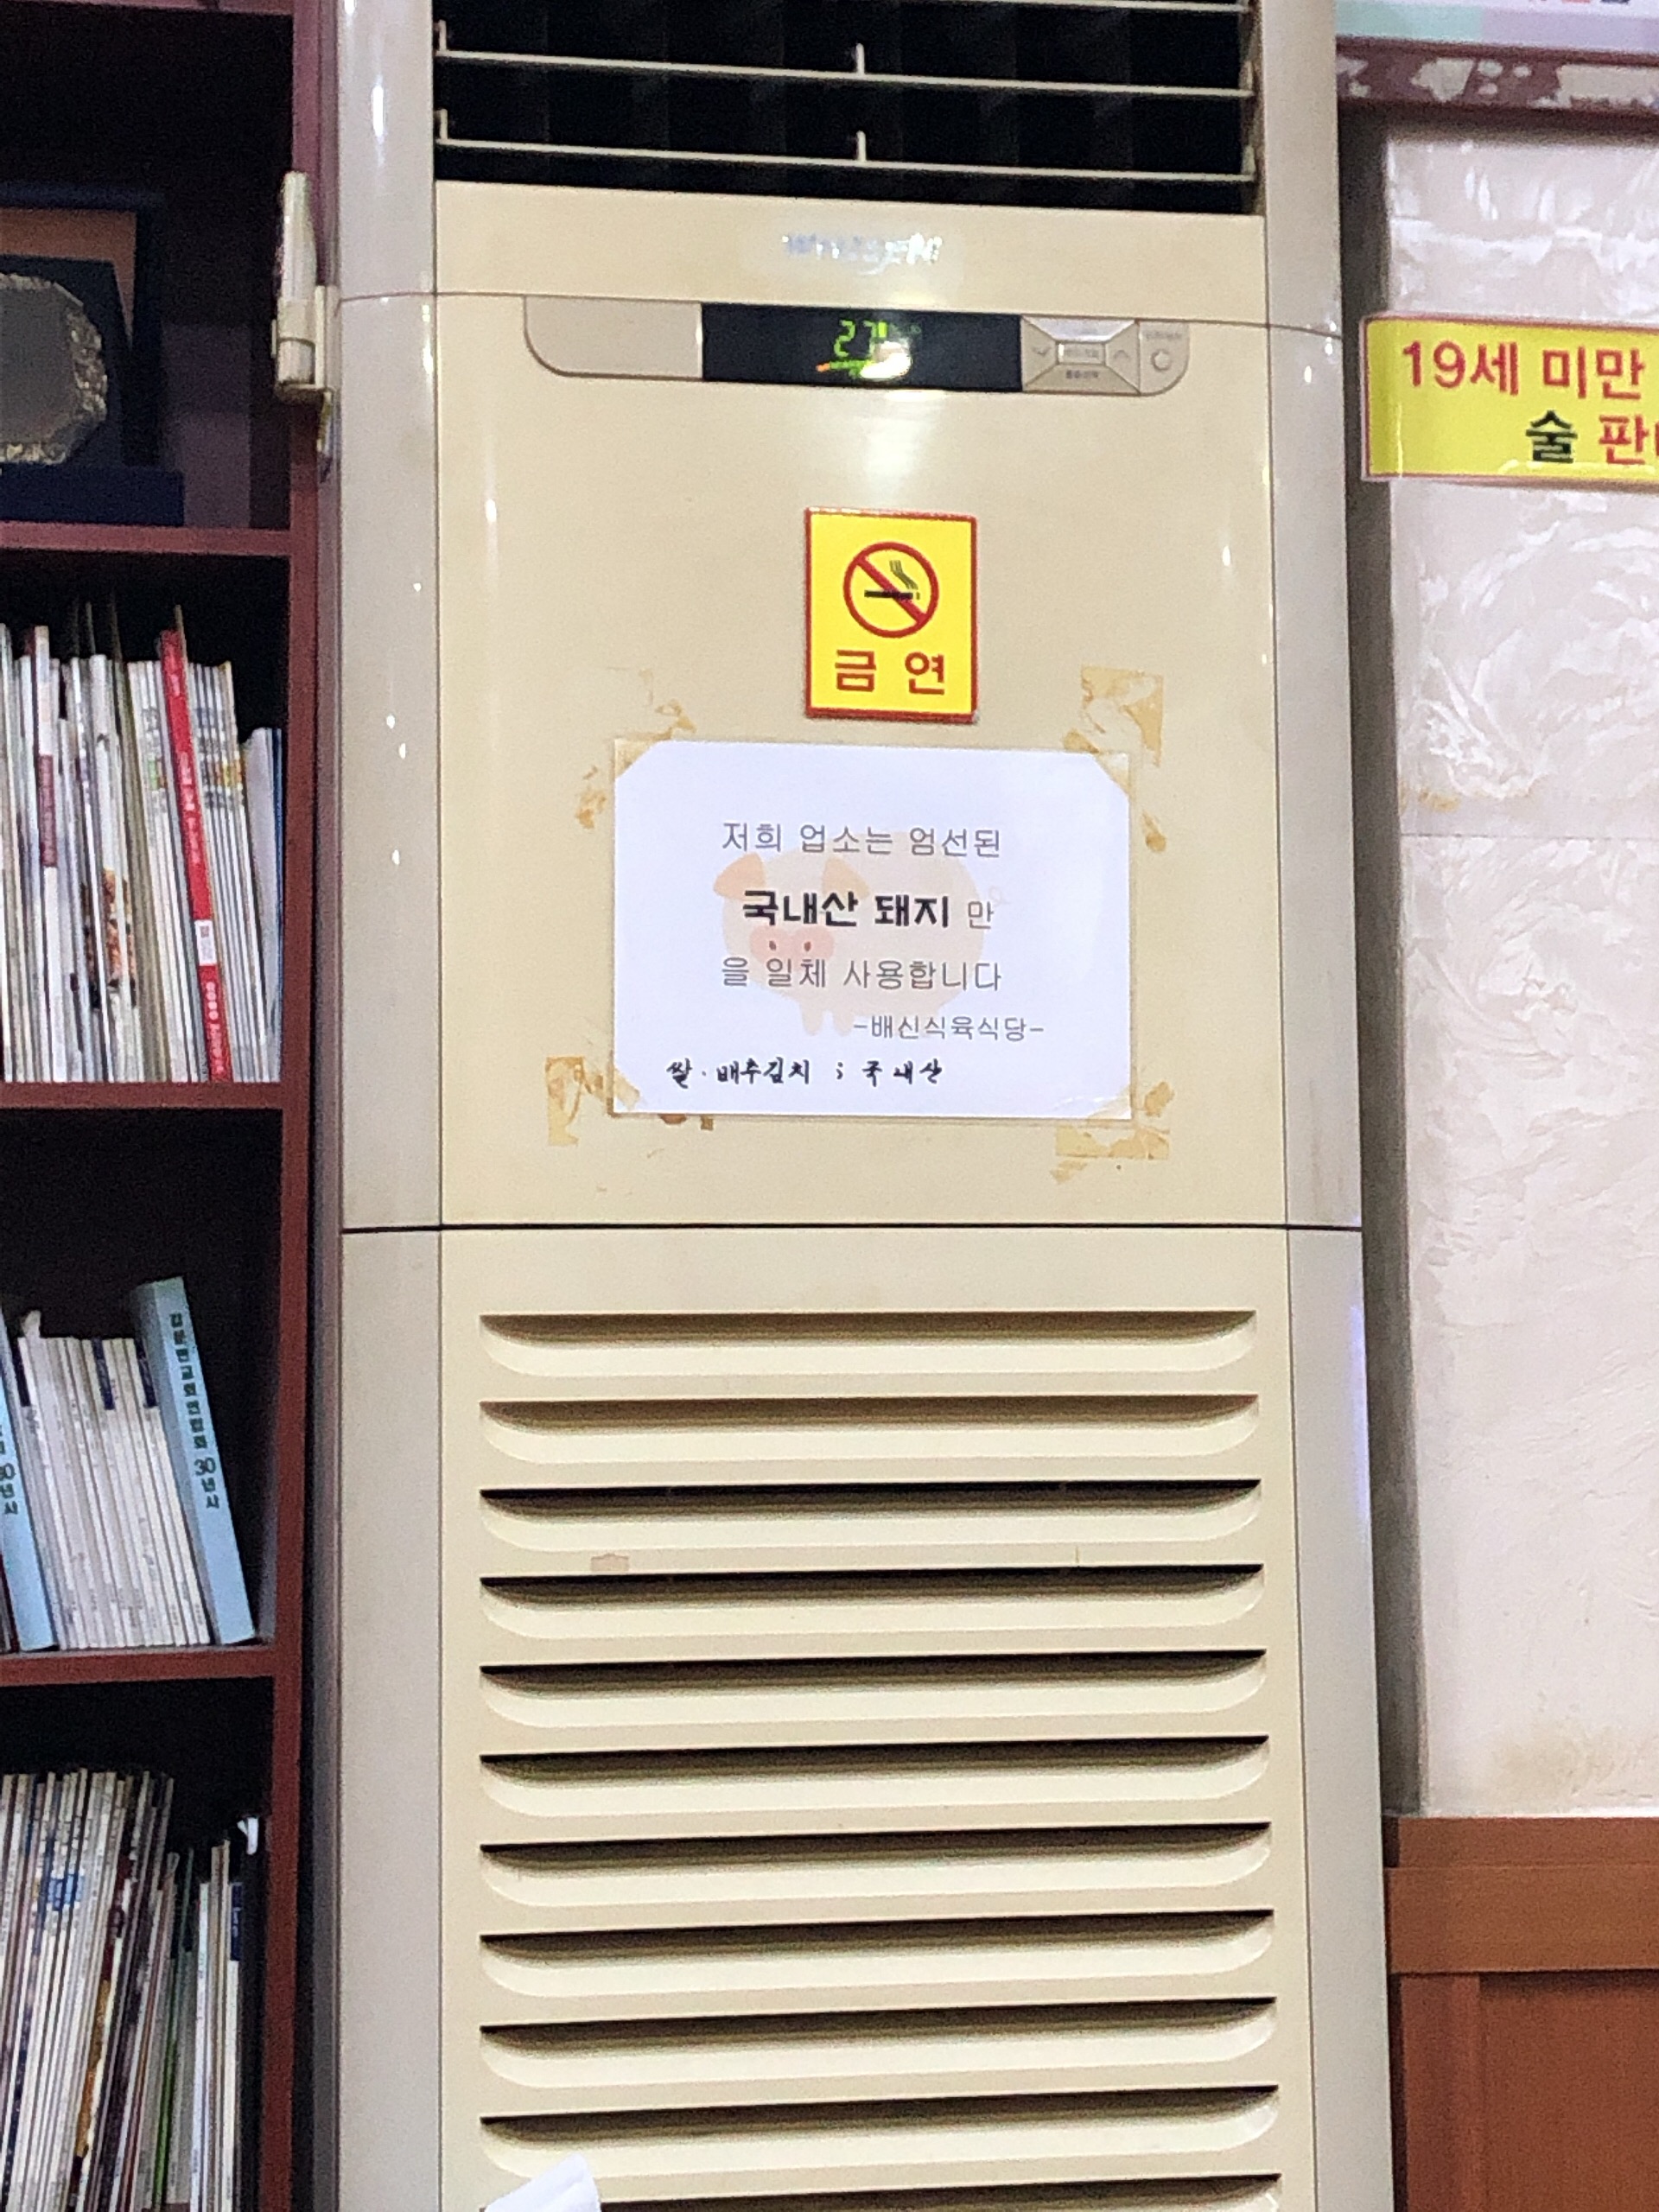 27
19세 미만
술
금연
저희 업소는 엄선된
국내산 돼지 만
을 일체 사용합니다
-배신식육식당-
쌀·배추김치 ; 국내산
30년사